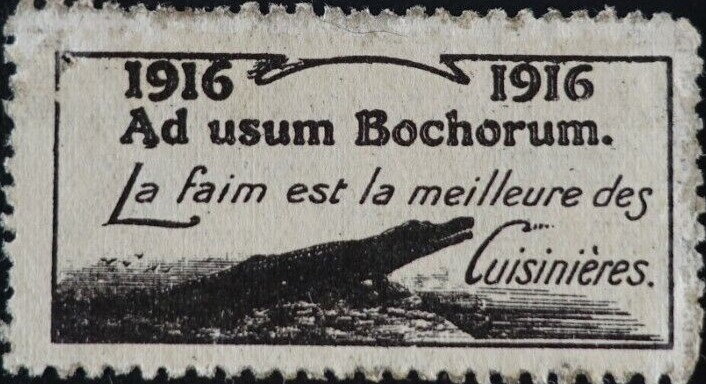 1916 1916
Ad usum Bochorum.
La faim est la meilleure des
Cuisinières.